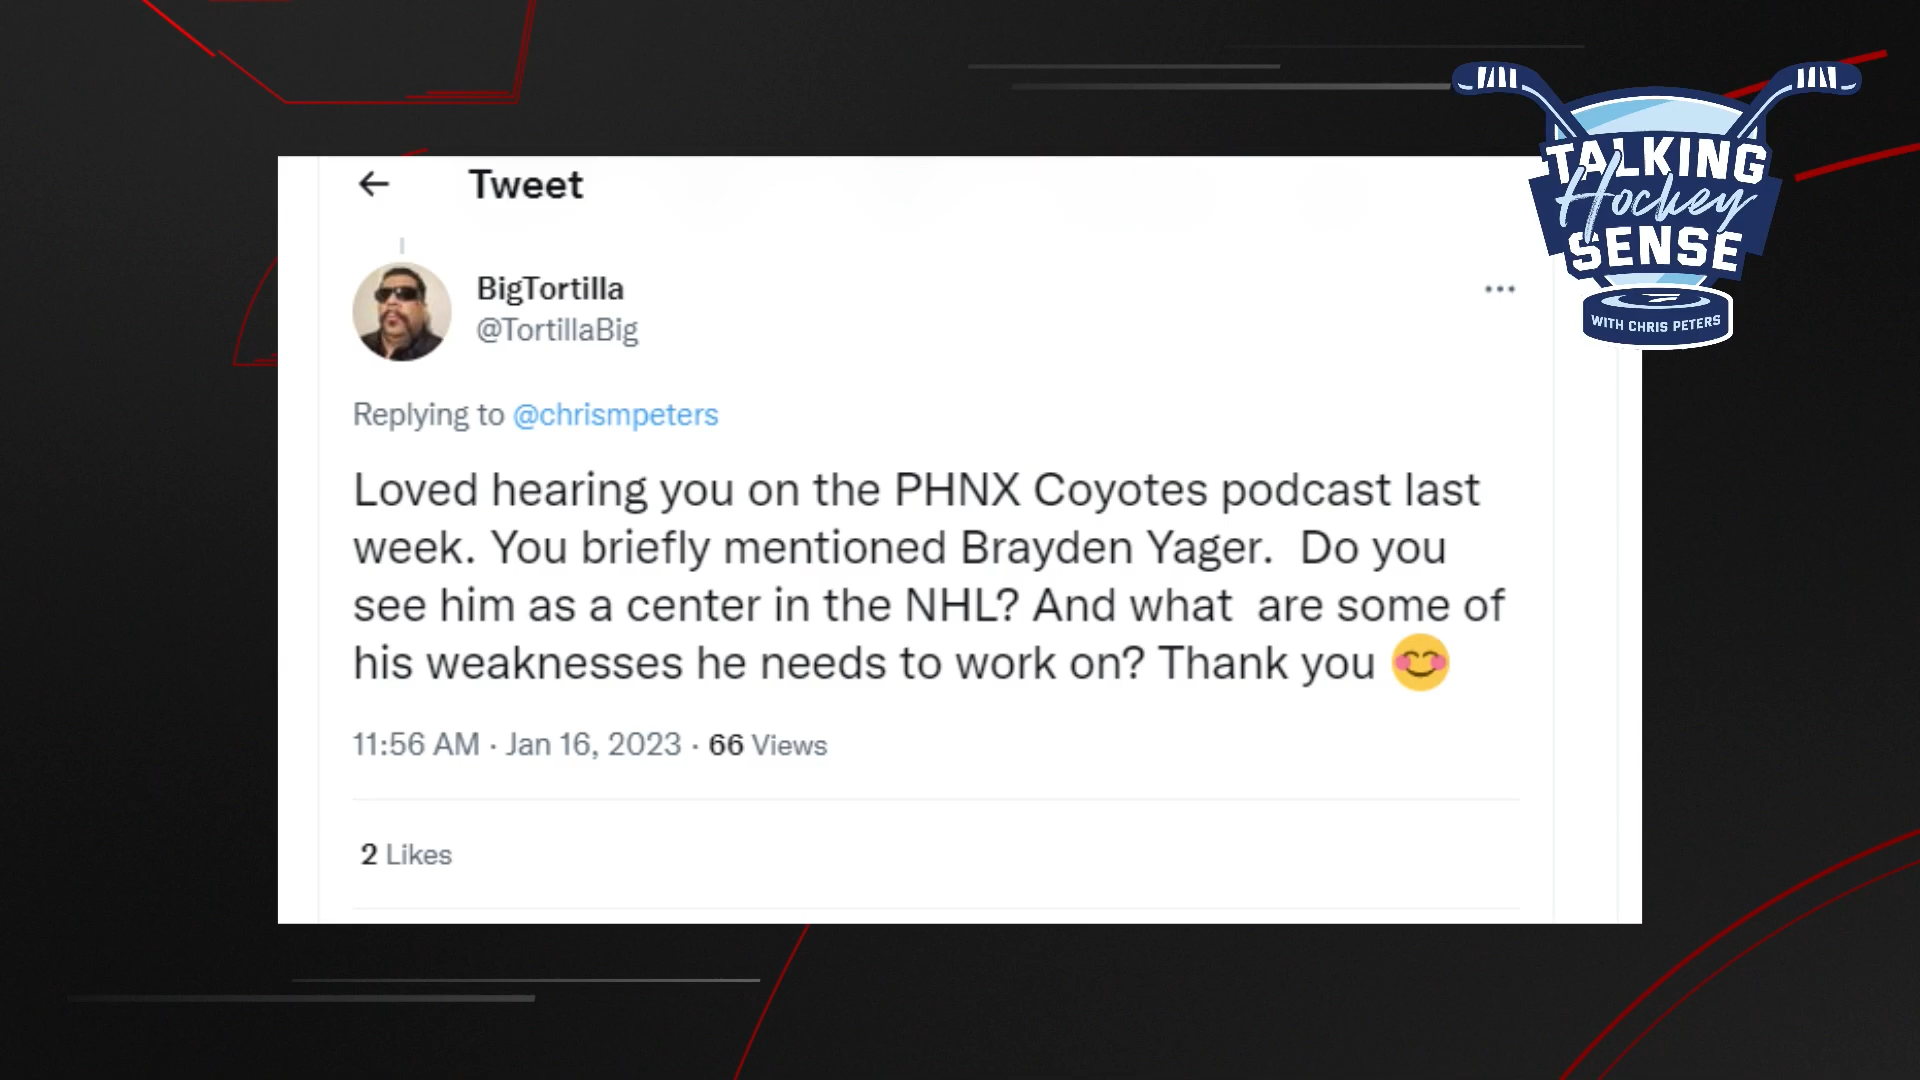 TALKING
Hockey
SENSE
WITH CHRIS PETERS
Tweet
BigTortilla
@TortillaBig
Replying to @chrismpeters
Loved hearing you on the PHNX Coyotes podcast last
week. You briefly mentioned Brayden Yager.  Do you
see him as a center in the NHL? And what  are some of
his weaknesses he needs to work on? Thank you 😊
11:56 AM · Jan 16, 2023 · 66 Views
2 Likes